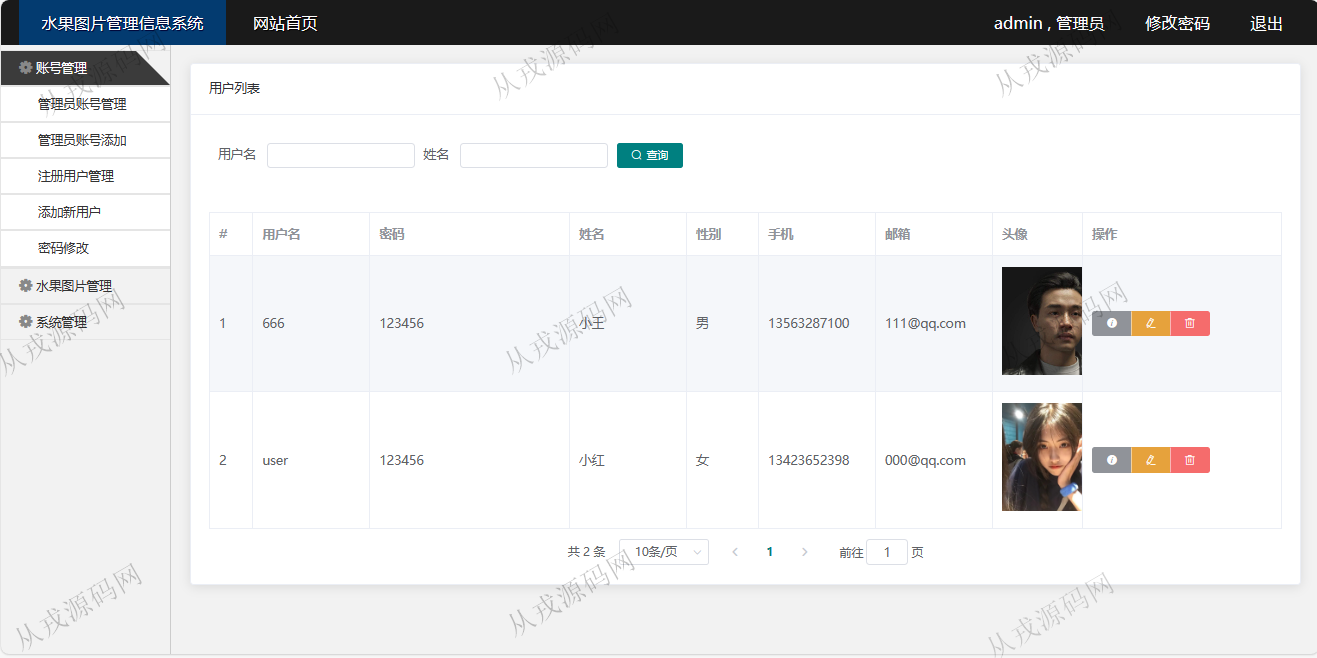 水果图片管理信息系统 网站首页 admin , 管理员 修改密码 退出
账号管理
管理员账号管理
管理员账号添加
注册用户管理
添加新用户
密码修改
水果图片管理
系统管理
用户列表
用户名 姓名 查询
# 用户名 密码 姓名 性别 手机 邮箱 头像 操作
1 666 123456 小王 男 13563287100 111@qq.com
2 user 123456 小红 女 13423652398 000@qq.com
共 2 条 10条/页 1 前往 1 页
从戎源码网
从戎源码网
从戎源码网
从戎源码网
从戎源码网
从戎源码网
从戎源码网
从戎源码网
从戎源码网